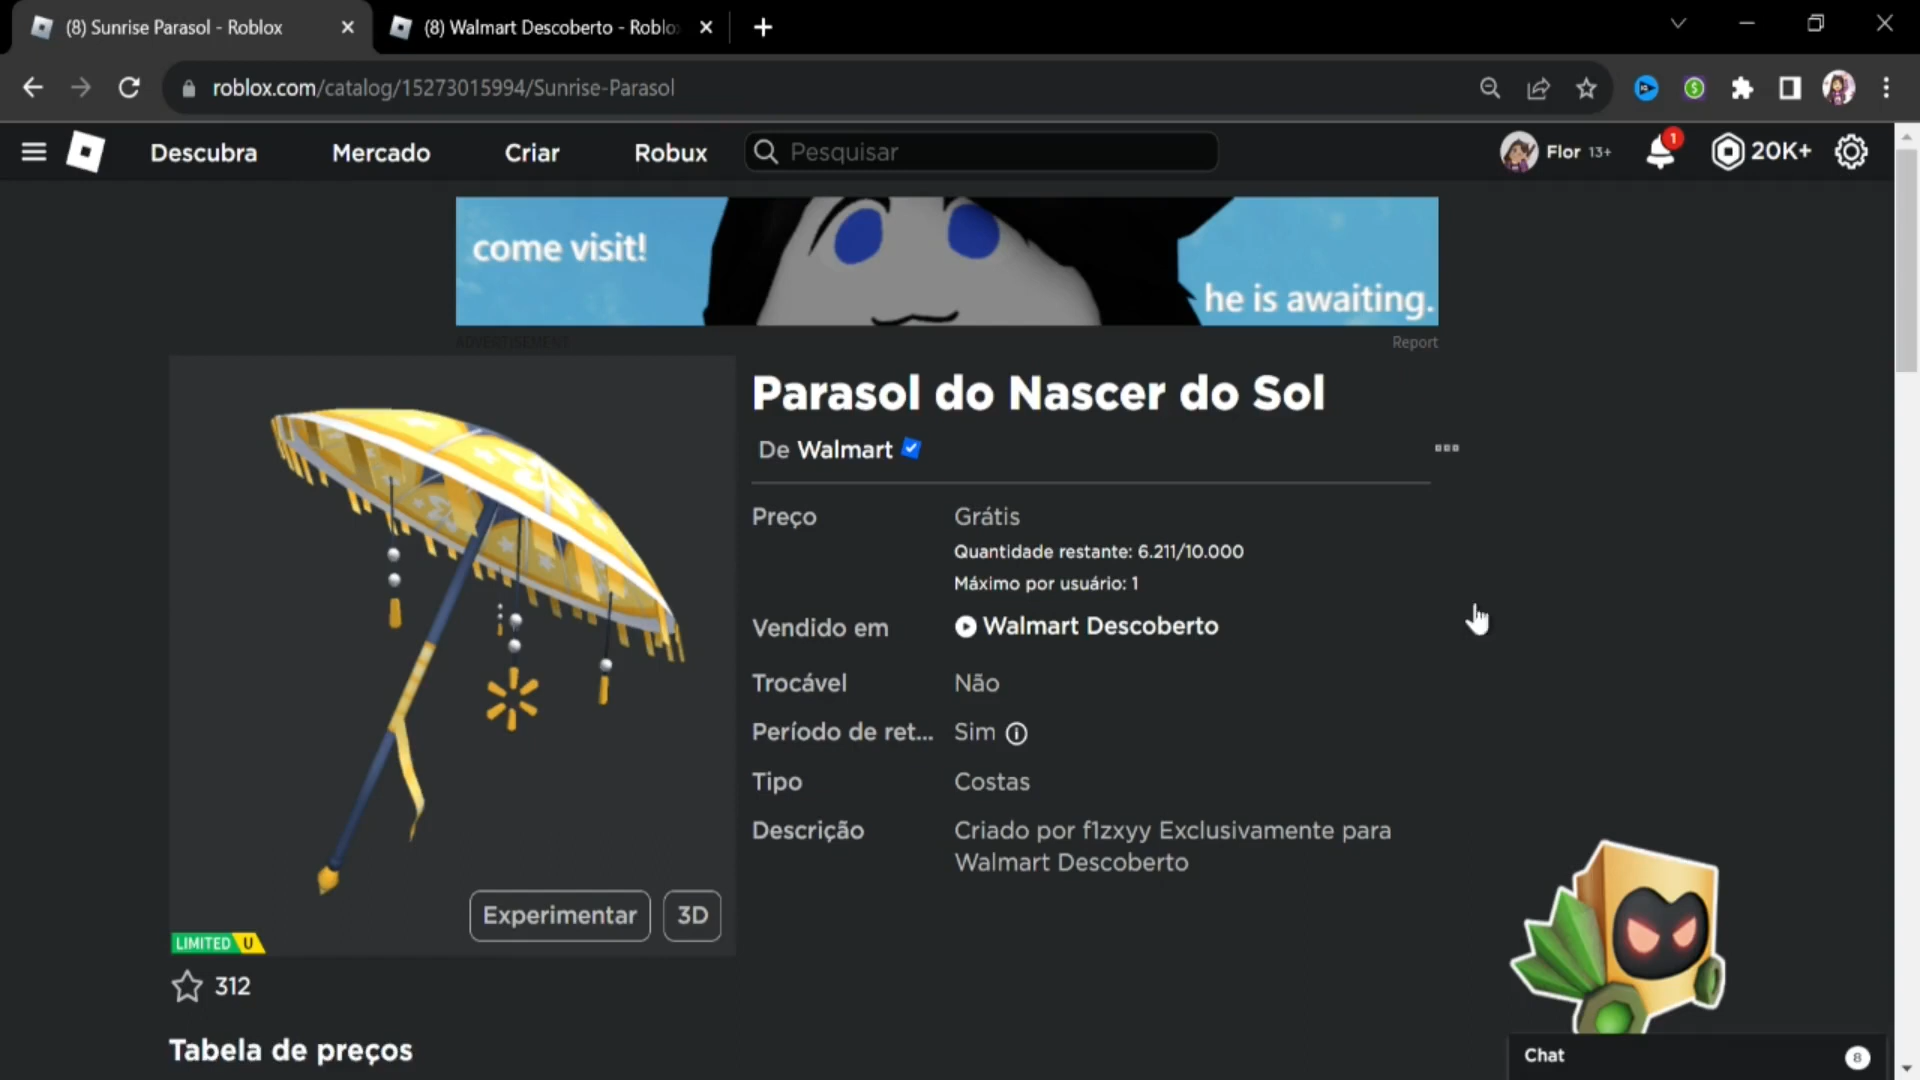 (8) Sunrise Parasol - Roblox
(8) Walmart Descoberto - Roblo
roblox.com/catalog/15273015994/Sunrise-Parasol
Descubra
Mercado
Criar
Robux
Pesquisar
Flor 13+
1
20K+
come visit!
he is awaiting.
ADVERTISEMENT
Report
Parasol do Nascer do Sol
De Walmart
Preço
Grátis
Quantidade restante: 6.211/10.000
Máximo por usuário: 1
Vendido em
Walmart Descoberto
Trocável
Não
Período de ret...
Sim
Tipo
Costas
Descrição
Criado por f1zxyy Exclusivamente para
Walmart Descoberto
Experimentar
3D
LIMITED U
312
Tabela de preços
Chat
8